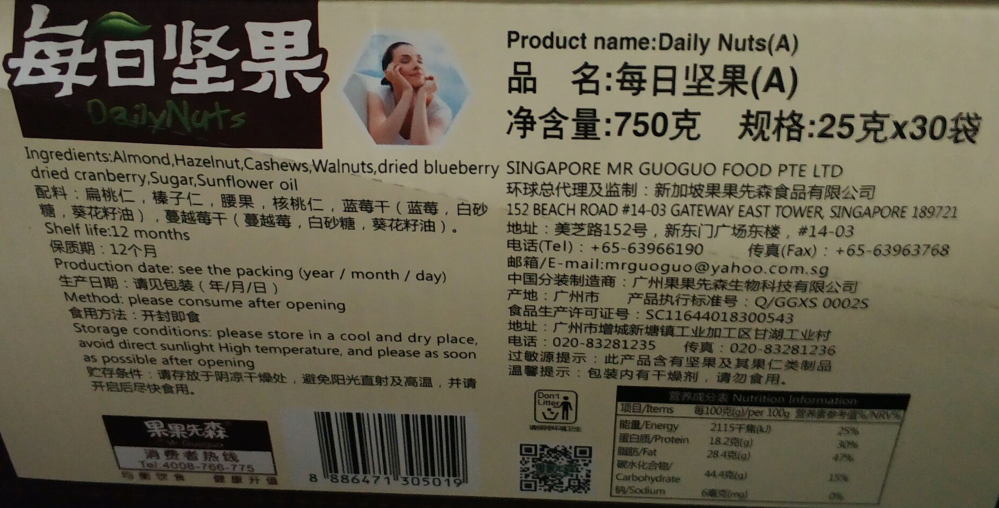 每日坚果
DailyNuts
Product name:Daily Nuts(A)
品 名:每日坚果(A)
净含量:750克 规格:25克x30袋
Ingredients:Almond,Hazelnut,Cashews,Walnuts,dried blueberry
dried cranberry,Sugar,Sunflower oil
配料：扁桃仁，榛子仁，腰果，核桃仁，蓝莓干（蓝莓，白砂
糖，葵花籽油），蔓越莓干（蔓越莓，白砂糖，葵花籽油）。
Shelf life:12 months
保质期：12个月
Production date: see the packing (year / month / day)
生产日期：请见包装（年/月/日）
Method: please consume after opening
食用方法：开封即食
Storage conditions: please store in a cool and dry place,
avoid direct sunlight High temperature, and please as soon
as possible after opening
贮存条件：请存放于阴凉干燥处，避免阳光直射及高温，并请
开启后尽快食用。
SINGAPORE MR GUOGUO FOOD PTE LTD
环球总代理及监制：新加坡果果先森食品有限公司
152 BEACH ROAD #14-03 GATEWAY EAST TOWER, SINGAPORE 189721
地址：美芝路152号，新东门广场东楼，#14-03
电话(Tel)：+65-63966190 传真(Fax)：+65-63963768
邮箱/E-mail:mrguoguo@yahoo.com.sg
中国分装制造商：广州果果先森生物科技有限公司
产地：广州市 产品执行标准号：Q/GGXS 0002S
食品生产许可证号：SC11644018300543
地址：广州市增城新塘镇工业加工区甘湖工业村
电话：020-83281835 传真：020-83281236
过敏源提示：此产品含有坚果及其果仁类制品
温馨提示：包装内有干燥剂，请勿食用。
果果先森
Mr.Guoguo
消费者热线
Tel 4008-766-775
均衡饮食 健康升值
8 886471 305019
Don't
Litter
请保持环境卫生
营养成分表 Nutrition Information
项目/Items 每100克(g)/per 100g 营养素参考值%/NRV%
能量/Energy 2115千焦(kJ) 25%
蛋白质/Protein 18.2克(g) 30%
脂肪/Fat 28.4克(g) 47%
碳水化合物/
Carbohydrate 44.4克(g) 15%
钠/Sodium 6毫克(mg) 0%